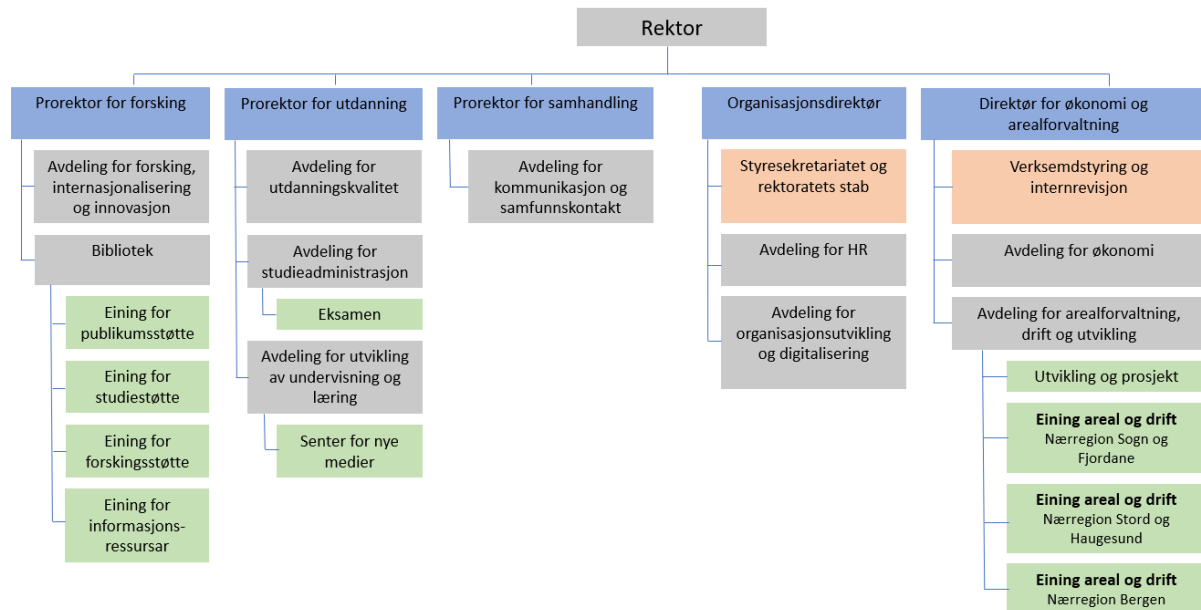 Rektor
Prorektor for forsking
Avdeling for forsking,
internasjonalisering
og innovasjon
Bibliotek
Eining for
publikumsstøtte
Eining for
studiestøtte
Eining for
forskingsstøtte
Eining for
informasjons-
ressursar
Prorektor for utdanning
Avdeling for
utdanningskvalitet
Avdeling for
studieadministrasjon
Eksamen
Avdeling for utvikling
av undervisning og
læring
Senter for nye
medier
Prorektor for samhandling
Avdeling for
kommunikasjon og
samfunnskontakt
Organisasjonsdirektør
Styresekretariatet og
rektoratets stab
Avdeling for HR
Avdeling for
organisasjonsutvikling
og digitalisering
Direktør for økonomi og
arealforvaltning
Verksemdstyring og
internrevisjon
Avdeling for økonomi
Avdeling for arealforvaltning,
drift og utvikling
Utvikling og prosjekt
Eining areal og drift
Nærregion Sogn og
Fjordane
Eining areal og drift
Nærregion Stord og
Haugesund
Eining areal og drift
Nærregion Bergen